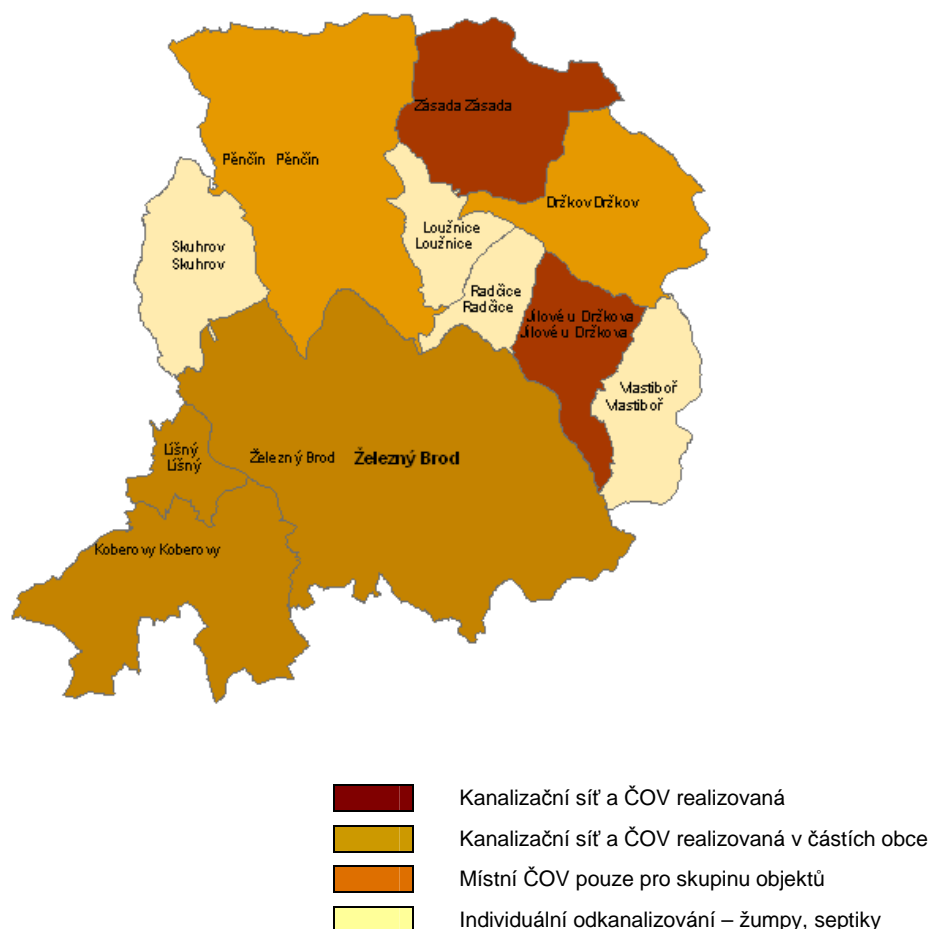 Zásada Zásada
Pěnčín Pěnčín
Držkov Držkov
Loužnice
Loužnice
Skuhrov
Skuhrov
Radčice
Radčice
Jílové u Držkova
Jílové u Držkova
Vlastiboř
Vlastiboř
Líšný
Líšný
Železný Brod Železný Brod
Koberovy Koberovy
Kanalizační síť a ČOV realizovaná
Kanalizační síť a ČOV realizovaná v částích obce
Místní ČOV pouze pro skupinu objektů
Individuální odkanalizování – žumpy, septiky